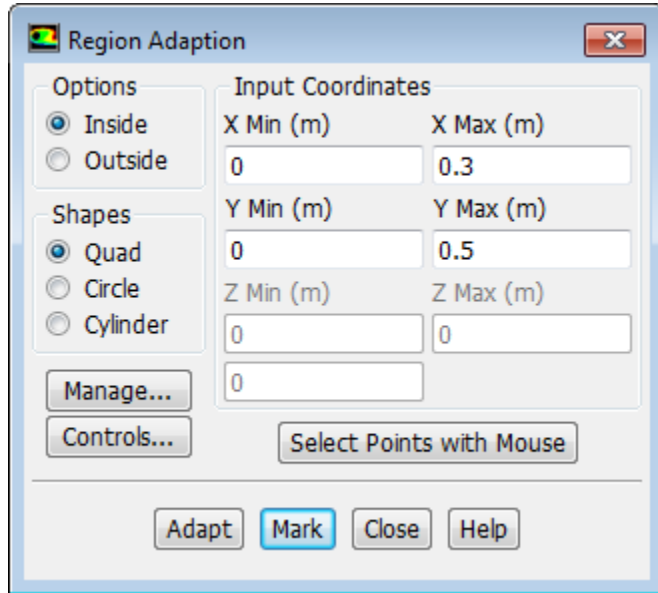 Region Adaption
Options
Inside
Outside
Shapes
Quad
Circle
Cylinder
Manage...
Controls...
Input Coordinates
X Min (m) X Max (m)
0 0.3
Y Min (m) Y Max (m)
0 0.5
Z Min (m) Z Max (m)
0 0
0
Select Points with Mouse
Adapt Mark Close Help